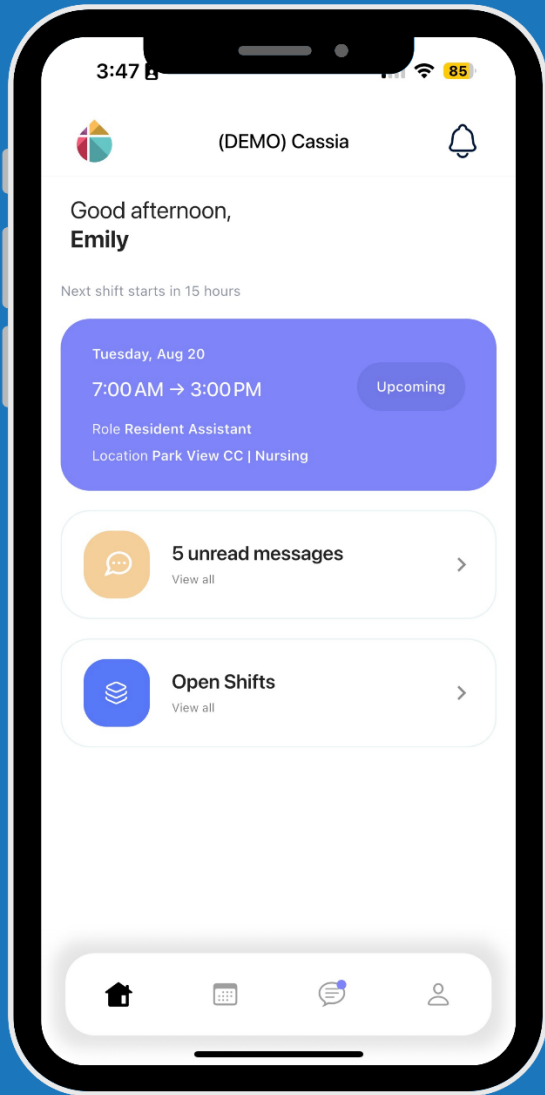 3:47
85
(DEMO) Cassia
Good afternoon,
Emily
Next shift starts in 15 hours
Tuesday, Aug 20
7:00 AM → 3:00 PM
Upcoming
Role Resident Assistant
Location Park View CC | Nursing
5 unread messages
View all
Open Shifts
View all